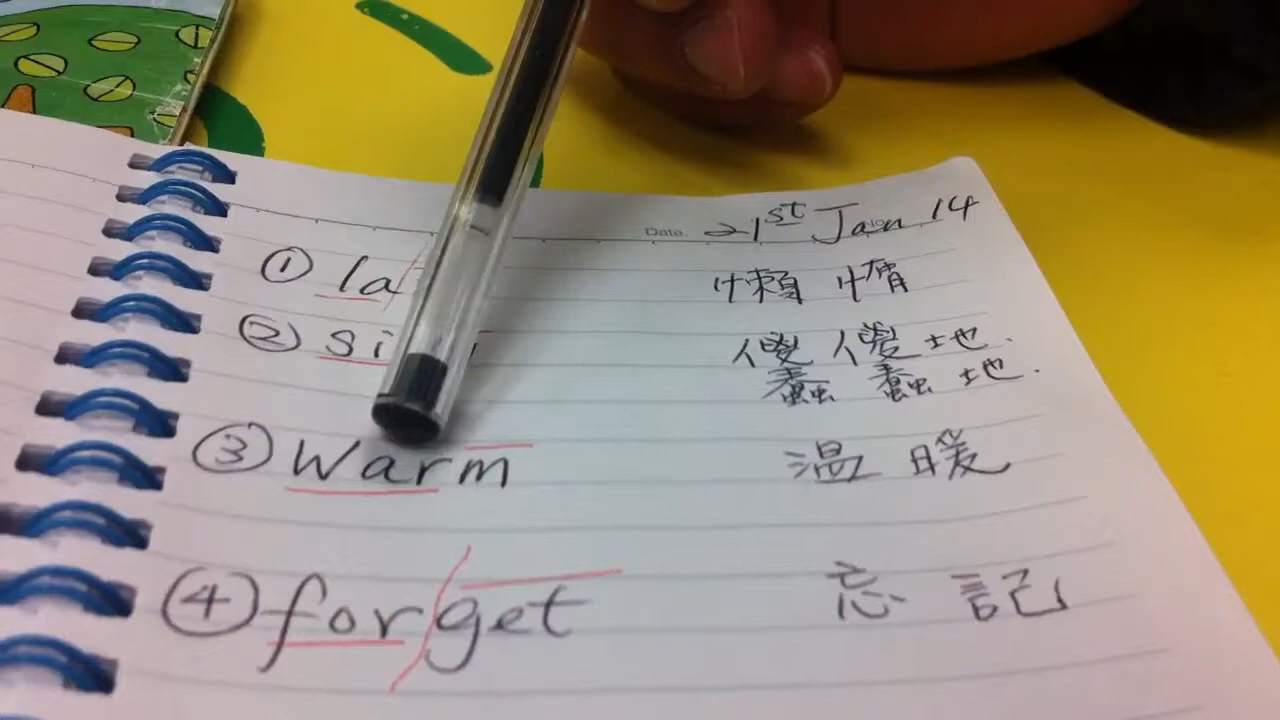 Date: 21st Jan 14
① la 懶惰
② si 傻傻地.
蠢蠢地.
③ Warm 温暖
④ forget 忘記